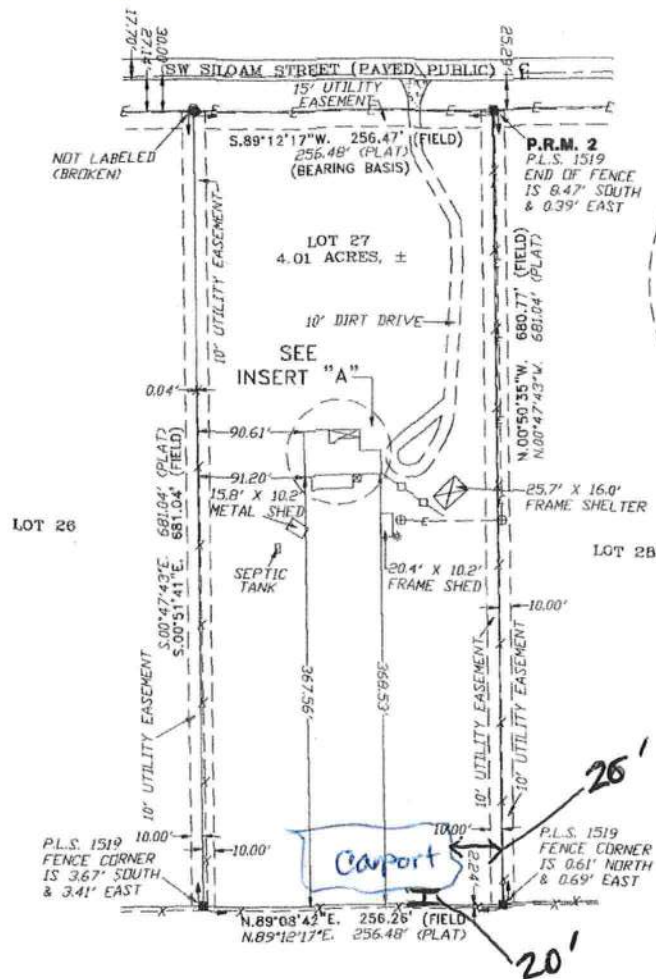 17.70'
27.14'
30.00'
25.29'
SW SILOAM STREET (PAVED PUBLIC) ℄
15' UTILITY
EASEMENT
E
E
E
E
E
NOT LABELED
(BROKEN)
S.89°12'17"W. 256.47' (FIELD)
256.48' (PLAT)
(BEARING BASIS)
P.R.M. 2
P.L.S. 1519
END OF FENCE
IS 8.47' SOUTH
& 0.39' EAST
10' UTILITY EASEMENT
LOT 27
4.01 ACRES, ±
10' DIRT DRIVE
N.00°50'35"W. 680.77' (FIELD)
N.00°47'43"W. 681.04' (PLAT)
SEE
INSERT "A"
0.04'
90.61'
91.20'
15.8' X 10.2'
METAL SHED
25.7' X 16.0'
FRAME SHELTER
E
LOT 26
S.00°47'43"E. 681.04' (PLAT)
S.00°51'41"E. 681.04' (FIELD)
LOT 28
SEPTIC
TANK
20.4' X 10.2'
FRAME SHED
10.00'
367.56'
368.53'
10' UTILITY EASEMENT
10' UTILITY EASEMENT
10' UTILITY EASEMENT
26'
P.L.S. 1519
FENCE CORNER
IS 3.67' SOUTH
& 3.41' EAST
10.00'
10.00'
Carport
10.00'
P.L.S. 1519
FENCE CORNER
IS 0.61' NORTH
& 0.69' EAST
N.89°08'42"E. 256.26' (FIELD
N.89°12'17"E. 256.48' (PLAT)
20'